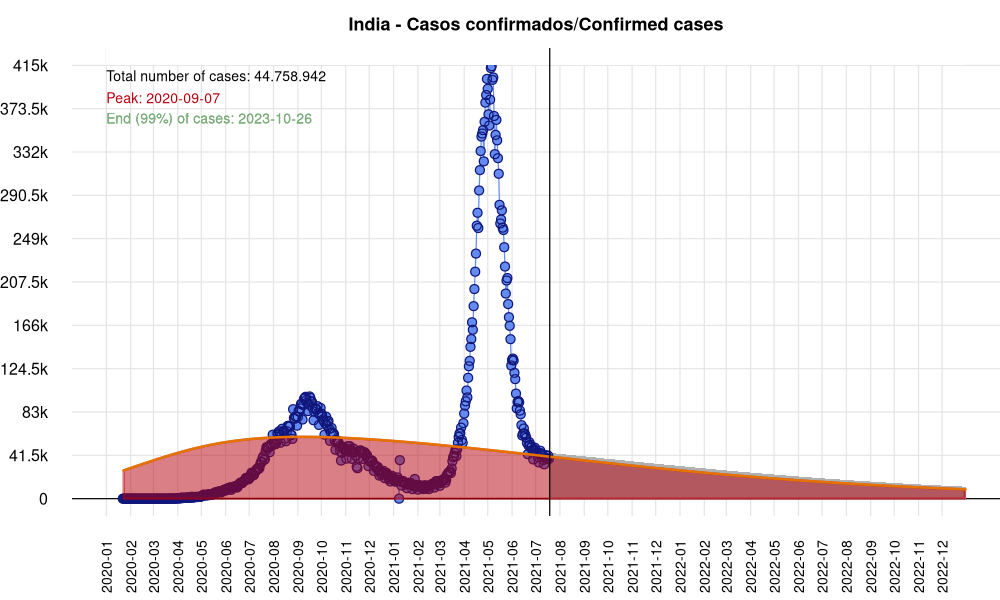 India - Casos confirmados/Confirmed cases
Total number of cases: 44.758.942
Peak: 2020-09-07
End (99%) of cases: 2023-10-26
415k
373.5k
332k
290.5k
249k
207.5k
166k
124.5k
83k
41.5k
0
2020-01
2020-02
2020-03
2020-04
2020-05
2020-06
2020-07
2020-08
2020-09
2020-10
2020-11
2020-12
2021-01
2021-02
2021-03
2021-04
2021-05
2021-06
2021-07
2021-08
2021-09
2021-10
2021-11
2021-12
2022-01
2022-02
2022-03
2022-04
2022-05
2022-06
2022-07
2022-08
2022-09
2022-10
2022-11
2022-12